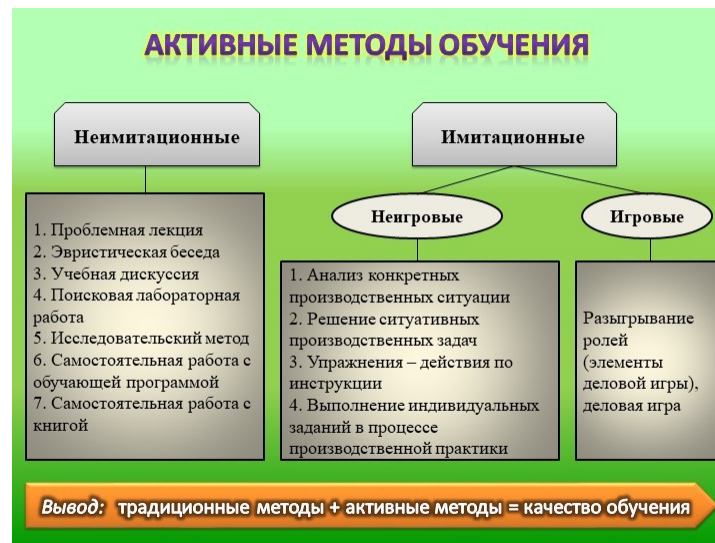 АКТИВНЫЕ МЕТОДЫ ОБУЧЕНИЯ
Неимитационные
Имитационные
Неигровые
Игровые
1. Проблемная лекция
2. Эвристическая беседа
3. Учебная дискуссия
4. Поисковая лабораторная
работа
5. Исследовательский метод
6. Самостоятельная работа с
обучающей программой
7. Самостоятельная работа с
книгой
1. Анализ конкретных
производственных ситуации
2. Решение ситуативных
производственных задач
3. Упражнения – действия по
инструкции
4. Выполнение индивидуальных
заданий в процессе
производственной практики
Разыгрывание
ролей
(элементы
деловой игры),
деловая игра
Вывод: традиционные методы + активные методы = качество обучения